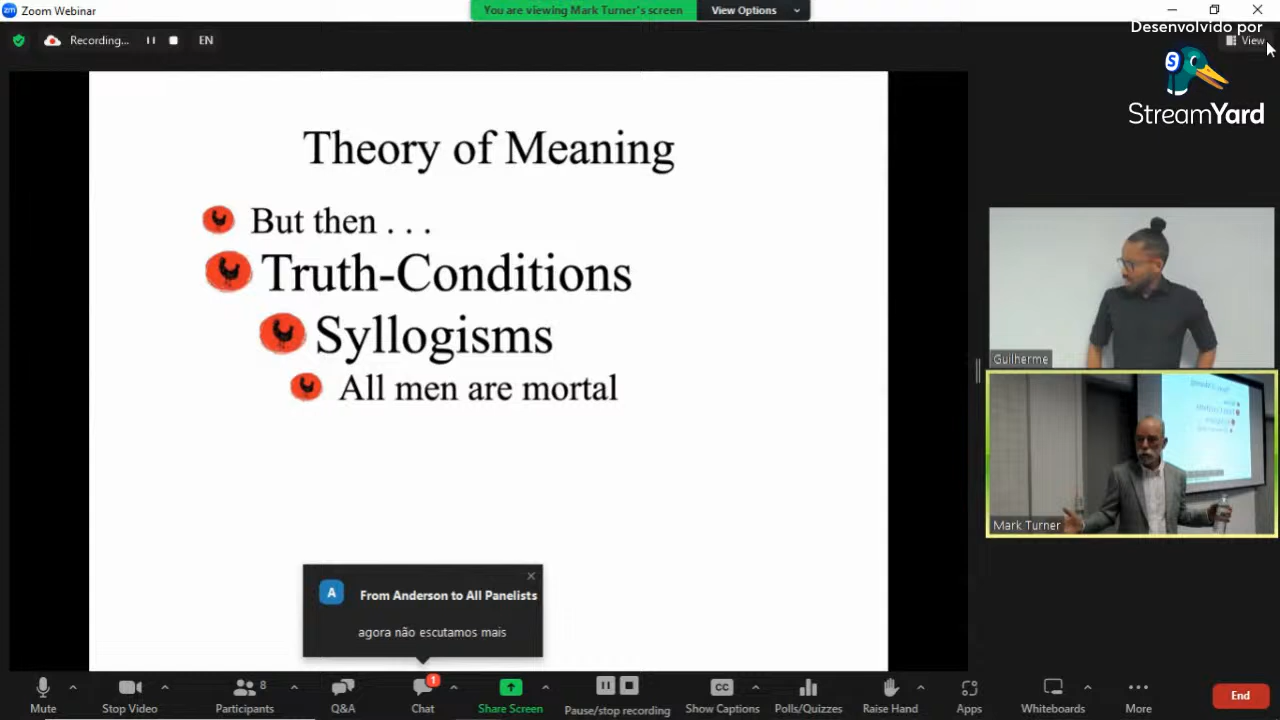 Zoom Webinar
You are viewing Mark Turner's screen
View Options
Desenvolvido por
Recording...
EN
View
StreamYard
Theory of Meaning
But then . . .
Truth-Conditions
Syllogisms
All men are mortal
Guilherme
Mark Turner
A
From Anderson to All Panelists
agora não escutamos mais
Mute
Stop Video
8
Participants
Q&A
1
Chat
Share Screen
Pause/stop recording
CC
Show Captions
Polls/Quizzes
Raise Hand
Apps
Whiteboards
More
End